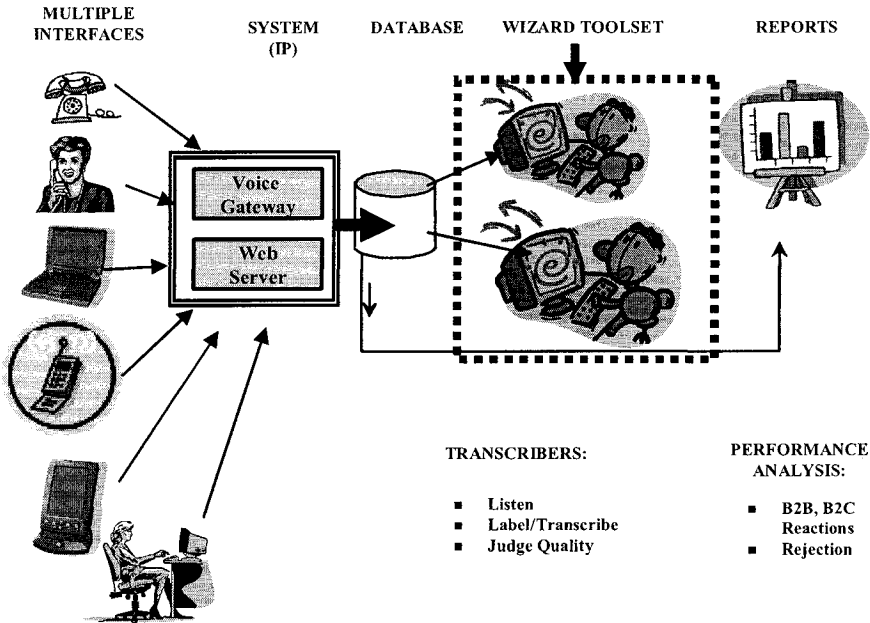 MULTIPLE
INTERFACES
SYSTEM
(IP)
DATABASE
WIZARD TOOLSET
REPORTS
Voice
Gateway
Web
Server
TRANSCRIBERS:
Listen
Label/Transcribe
Judge Quality
PERFORMANCE
ANALYSIS:
B2B, B2C
Reactions
Rejection